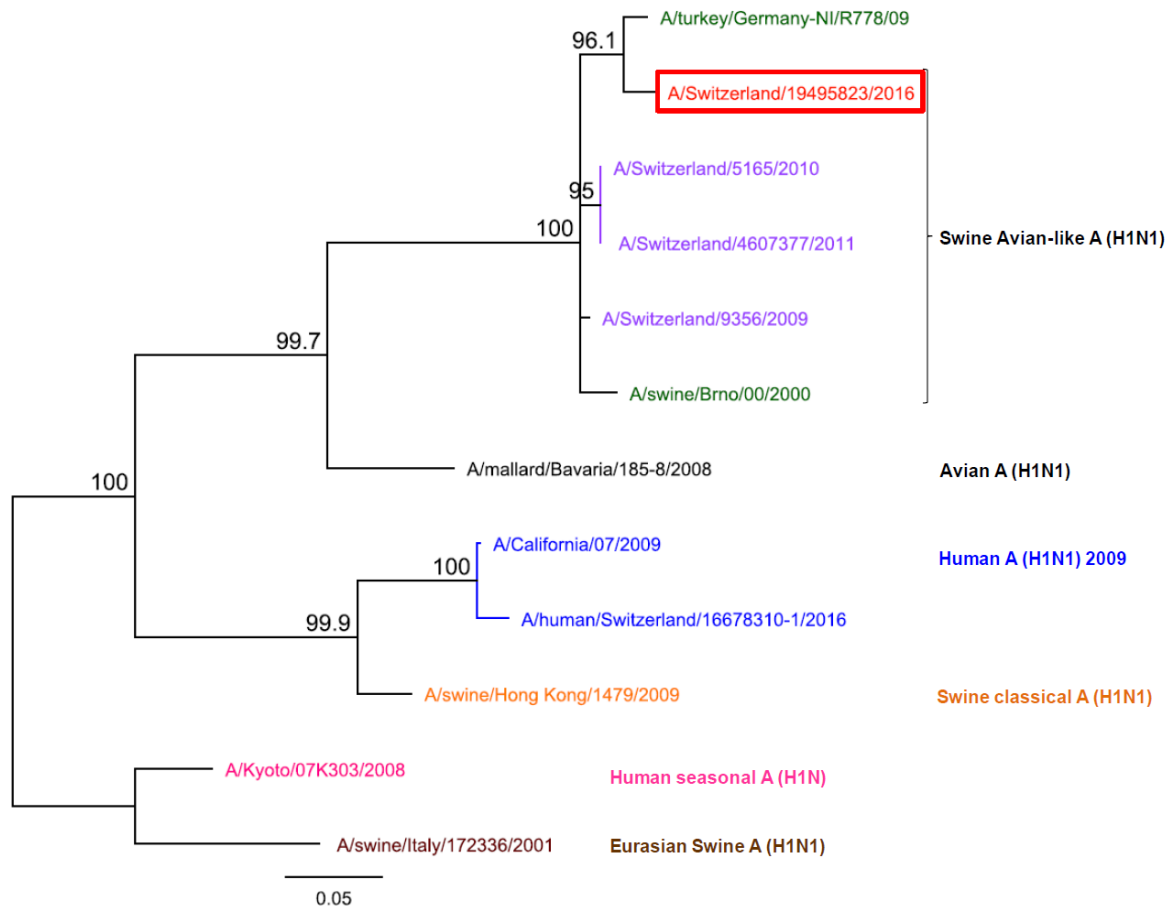 A/turkey/Germany-NI/R778/09
96.1
A/Switzerland/19495823/2016
A/Switzerland/5165/2010
95
100
A/Switzerland/4607377/2011
Swine Avian-like A (H1N1)
A/Switzerland/9356/2009
99.7
A/swine/Brno/00/2000
A/mallard/Bavaria/185-8/2008
Avian A (H1N1)
100
A/California/07/2009
Human A (H1N1) 2009
100
A/human/Switzerland/16678310-1/2016
99.9
A/swine/Hong Kong/1479/2009
Swine classical A (H1N1)
A/Kyoto/07K303/2008
Human seasonal A (H1N)
A/swine/Italy/172336/2001
Eurasian Swine A (H1N1)
0.05